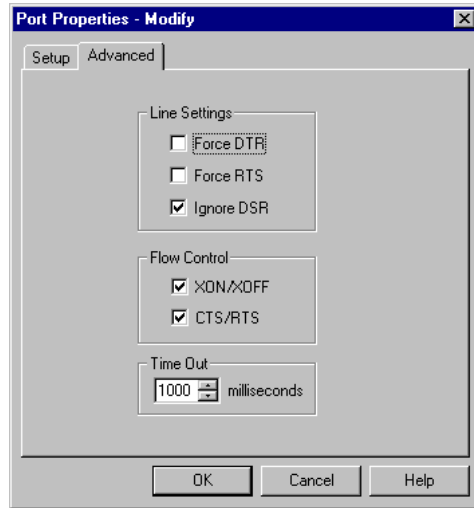 Port Properties - Modify
Setup Advanced
Line Settings
Force DTR
Force RTS
Ignore DSR
Flow Control
XON/XOFF
CTS/RTS
Time Out
1000 milliseconds
OK Cancel Help